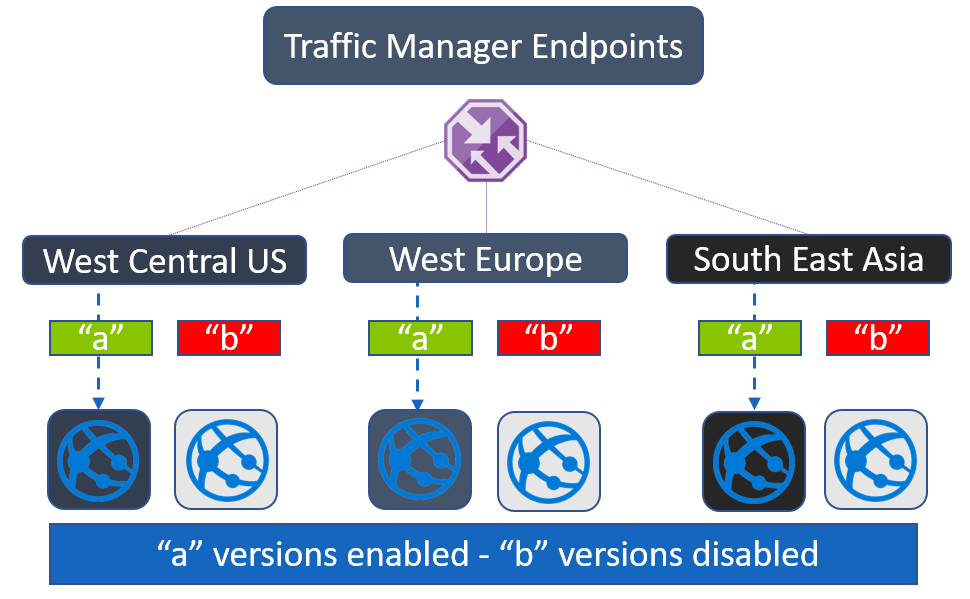 Traffic Manager Endpoints
West Central US
West Europe
South East Asia
“a” “b” “a” “b” “a” “b”
“a” versions enabled - “b” versions disabled